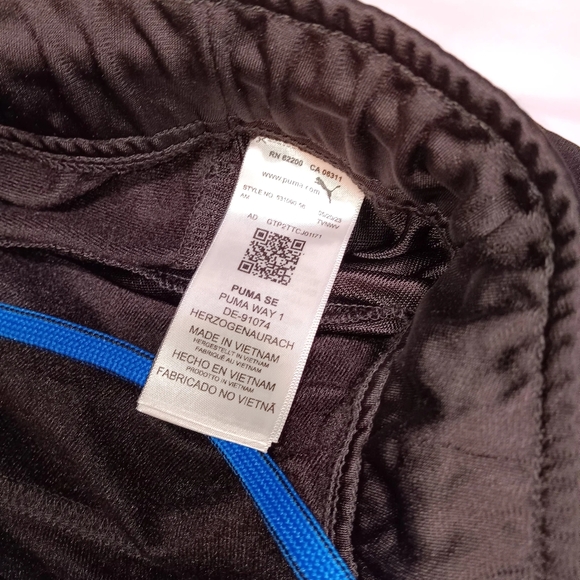 RN 62200 CA 06311
www.puma.com
STYLE NO.
AM
AD
PUMA SE
PUMA WAY 1
DE-91074
HERZOGENAURACH
MADE IN VIETNAM
HERGESTELLT IN VIETNAM
FABRIQUÉ AU VIETNAM
HECHO EN VIETNAM
PRODOTTO IN VIETNAM
FABRICADO NO VIETNÃ